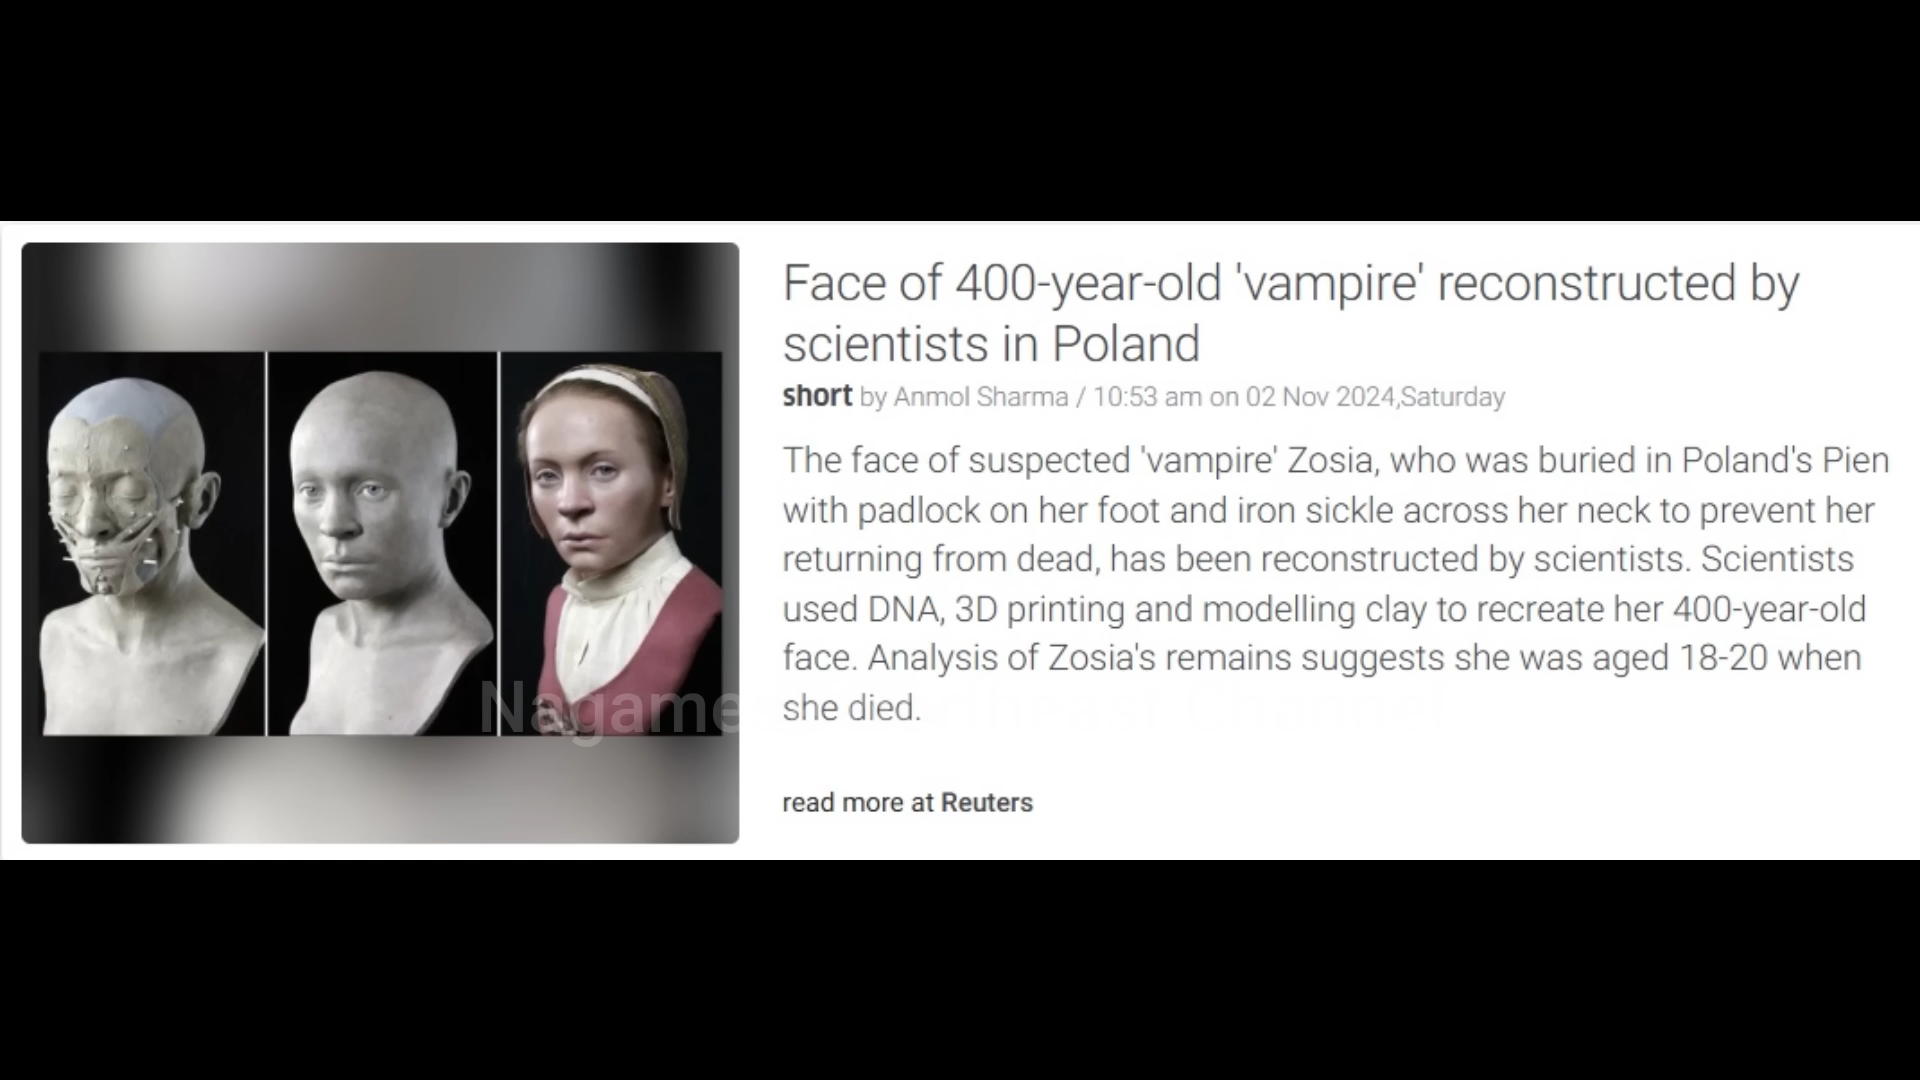 Face of 400-year-old 'vampire' reconstructed by
scientists in Poland
short by Anmol Sharma / 10:53 am on 02 Nov 2024,Saturday
The face of suspected 'vampire' Zosia, who was buried in Poland's Pien
with padlock on her foot and iron sickle across her neck to prevent her
returning from dead, has been reconstructed by scientists. Scientists
used DNA, 3D printing and modelling clay to recreate her 400-year-old
face. Analysis of Zosia's remains suggests she was aged 18-20 when
she died.
read more at Reuters